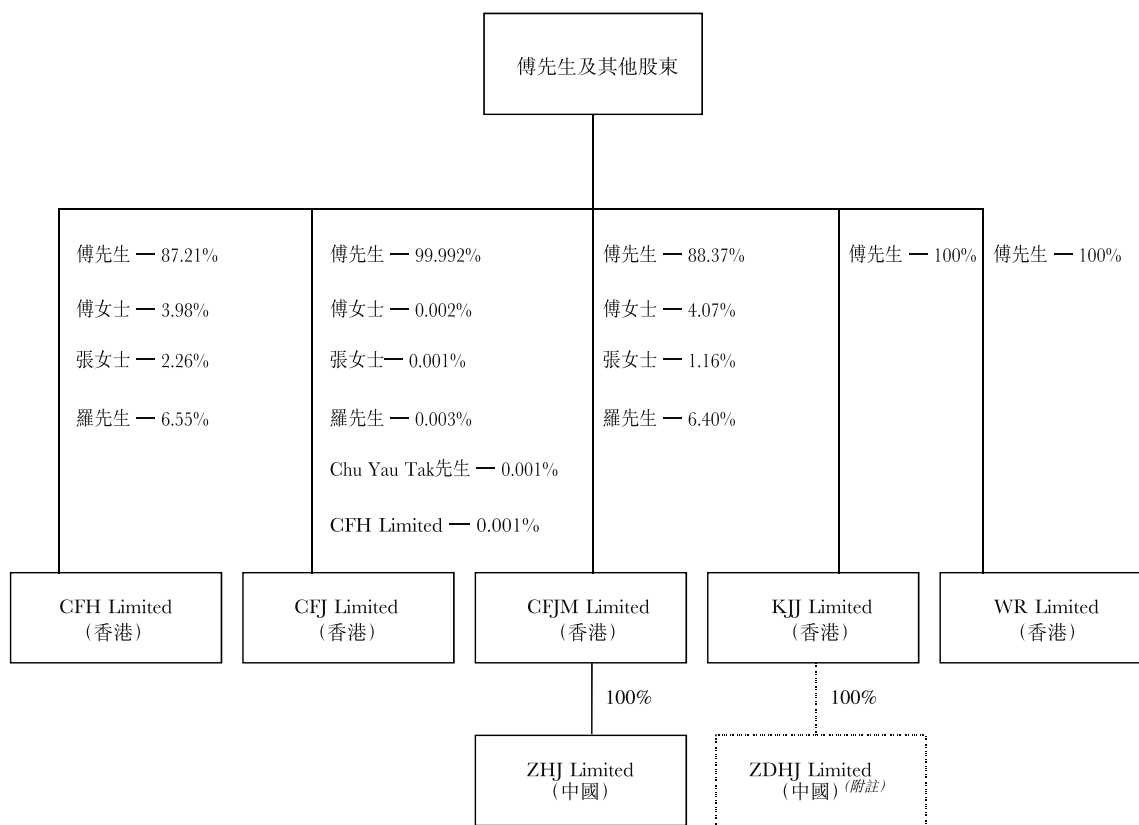 傅先生及其他股東
傅先生 — 87.21%
傅女士 — 3.98%
張女士 — 2.26%
羅先生 — 6.55%
傅先生 — 99.992%
傅女士 — 0.002%
張女士 — 0.001%
羅先生 — 0.003%
Chu Yau Tak先生 — 0.001%
CFH Limited — 0.001%
傅先生 — 88.37%
傅女士 — 4.07%
張女士 — 1.16%
羅先生 — 6.40%
傅先生 — 100%
傅先生 — 100%
CFH Limited
(香港)
CFJ Limited
(香港)
CFJM Limited
(香港)
KJJ Limited
(香港)
WR Limited
(香港)
100%
100%
ZHJ Limited
(中國)
ZDHJ Limited
(中國)(附註)